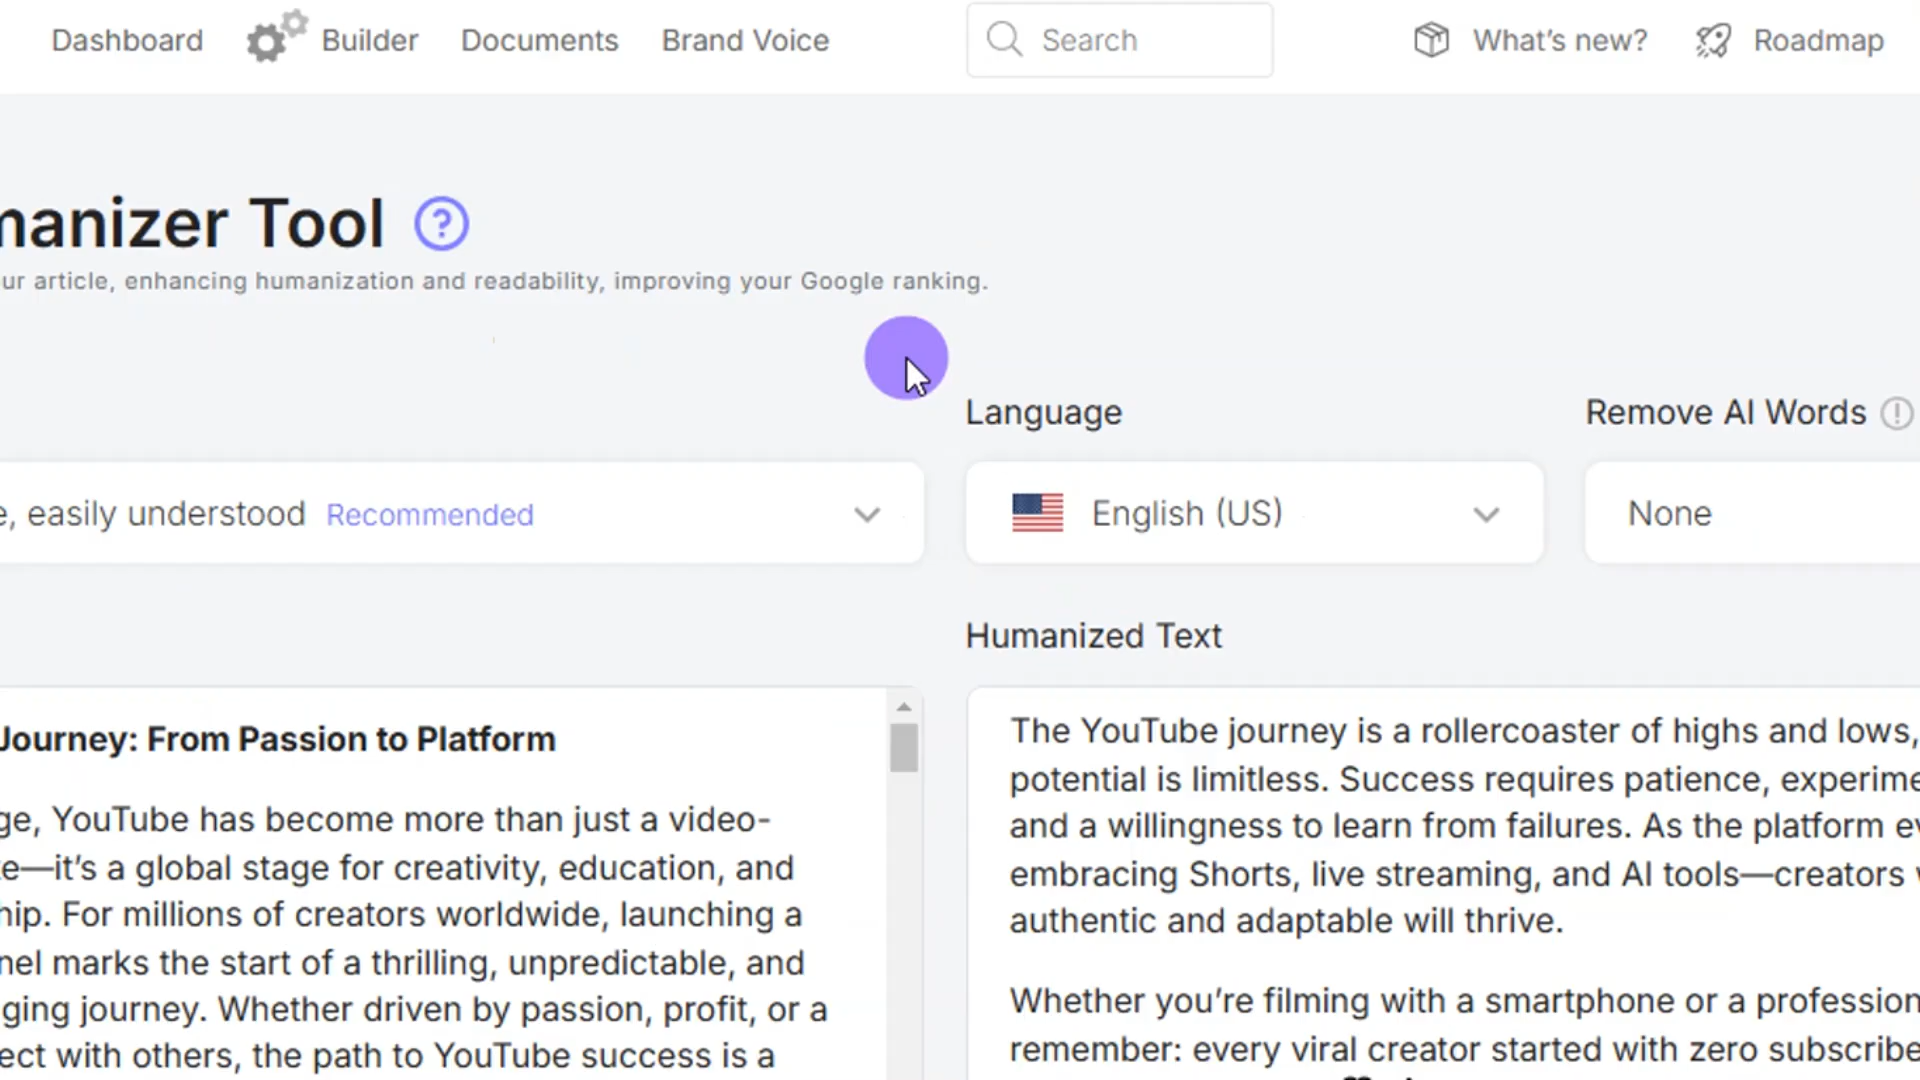 Dashboard Builder Documents Brand Voice Search What's new? Roadmap
manizer Tool ?
ur article, enhancing humanization and readability, improving your Google ranking.
Language Remove AI Words
e, easily understood Recommended English (US) None
Humanized Text
Journey: From Passion to Platform
ge, YouTube has become more than just a video-
te—it's a global stage for creativity, education, and
hip. For millions of creators worldwide, launching a
nel marks the start of a thrilling, unpredictable, and
ging journey. Whether driven by passion, profit, or a
ect with others, the path to YouTube success is a
The YouTube journey is a rollercoaster of highs and lows,
potential is limitless. Success requires patience, experime
and a willingness to learn from failures. As the platform ev
embracing Shorts, live streaming, and AI tools—creators
authentic and adaptable will thrive.
Whether you're filming with a smartphone or a profession
remember: every viral creator started with zero subscribe